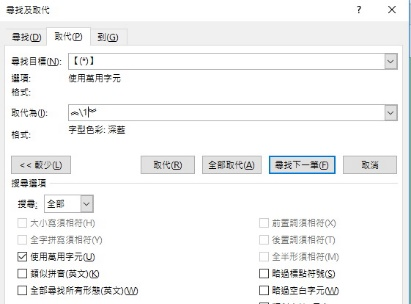 尋找及取代
? ×
尋找(D) 取代(P) 到(G)
尋找目標(N): 【(*)】
選項: 使用萬用字元
格式:
取代為(I): \1
格式: 字型色彩: 深藍
<< 較少(L) 取代(R) 全部取代(A) 尋找下一筆(F) 取消
搜尋選項
搜尋: 全部
大小寫須相符(H) 前置詞須相符(X)
全字拼寫須相符(Y) 後置詞須相符(T)
使用萬用字元(U) 全半形須相符(M)
類似拼音(英文)(K) 略過標點符號(S)
全部尋找所有形態(英文)(W) 略過空白字元(W)